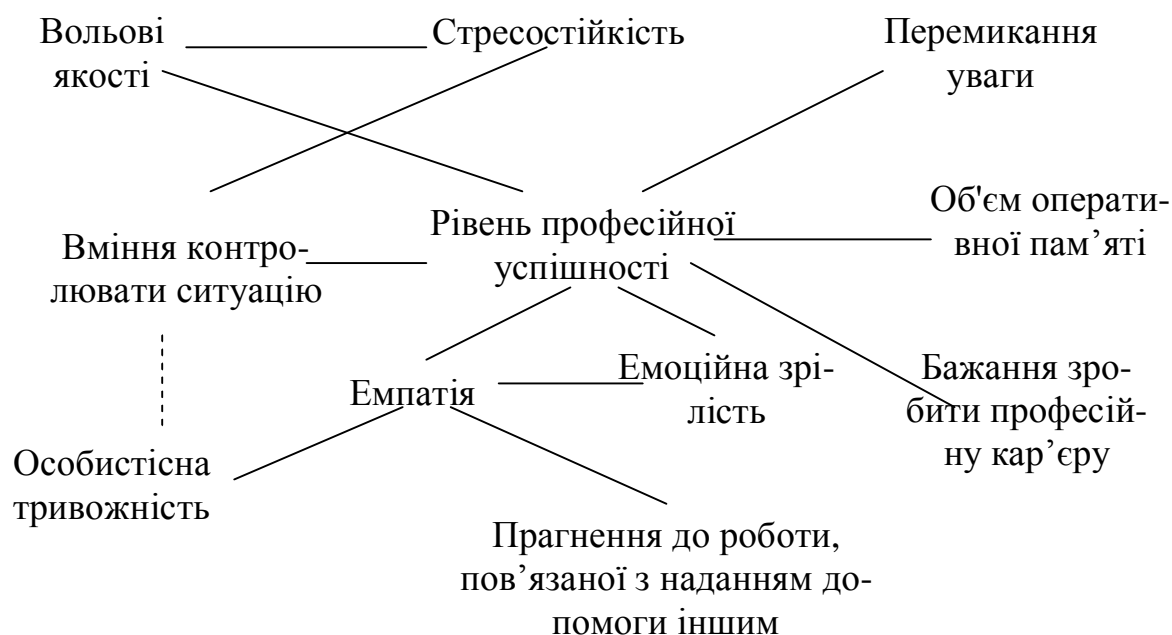 Вольові
якості
Стресостійкість
Перемикання
уваги
Вміння контро-
лювати ситуацію
Рівень професійної
успішності
Об'єм операти-
вної пам’яті
Емпатія
Емоційна зрі-
лість
Бажання зро-
бити професій-
ну кар’єру
Особистісна
тривожність
Прагнення до роботи,
пов’язаної з наданням до-
помоги іншим